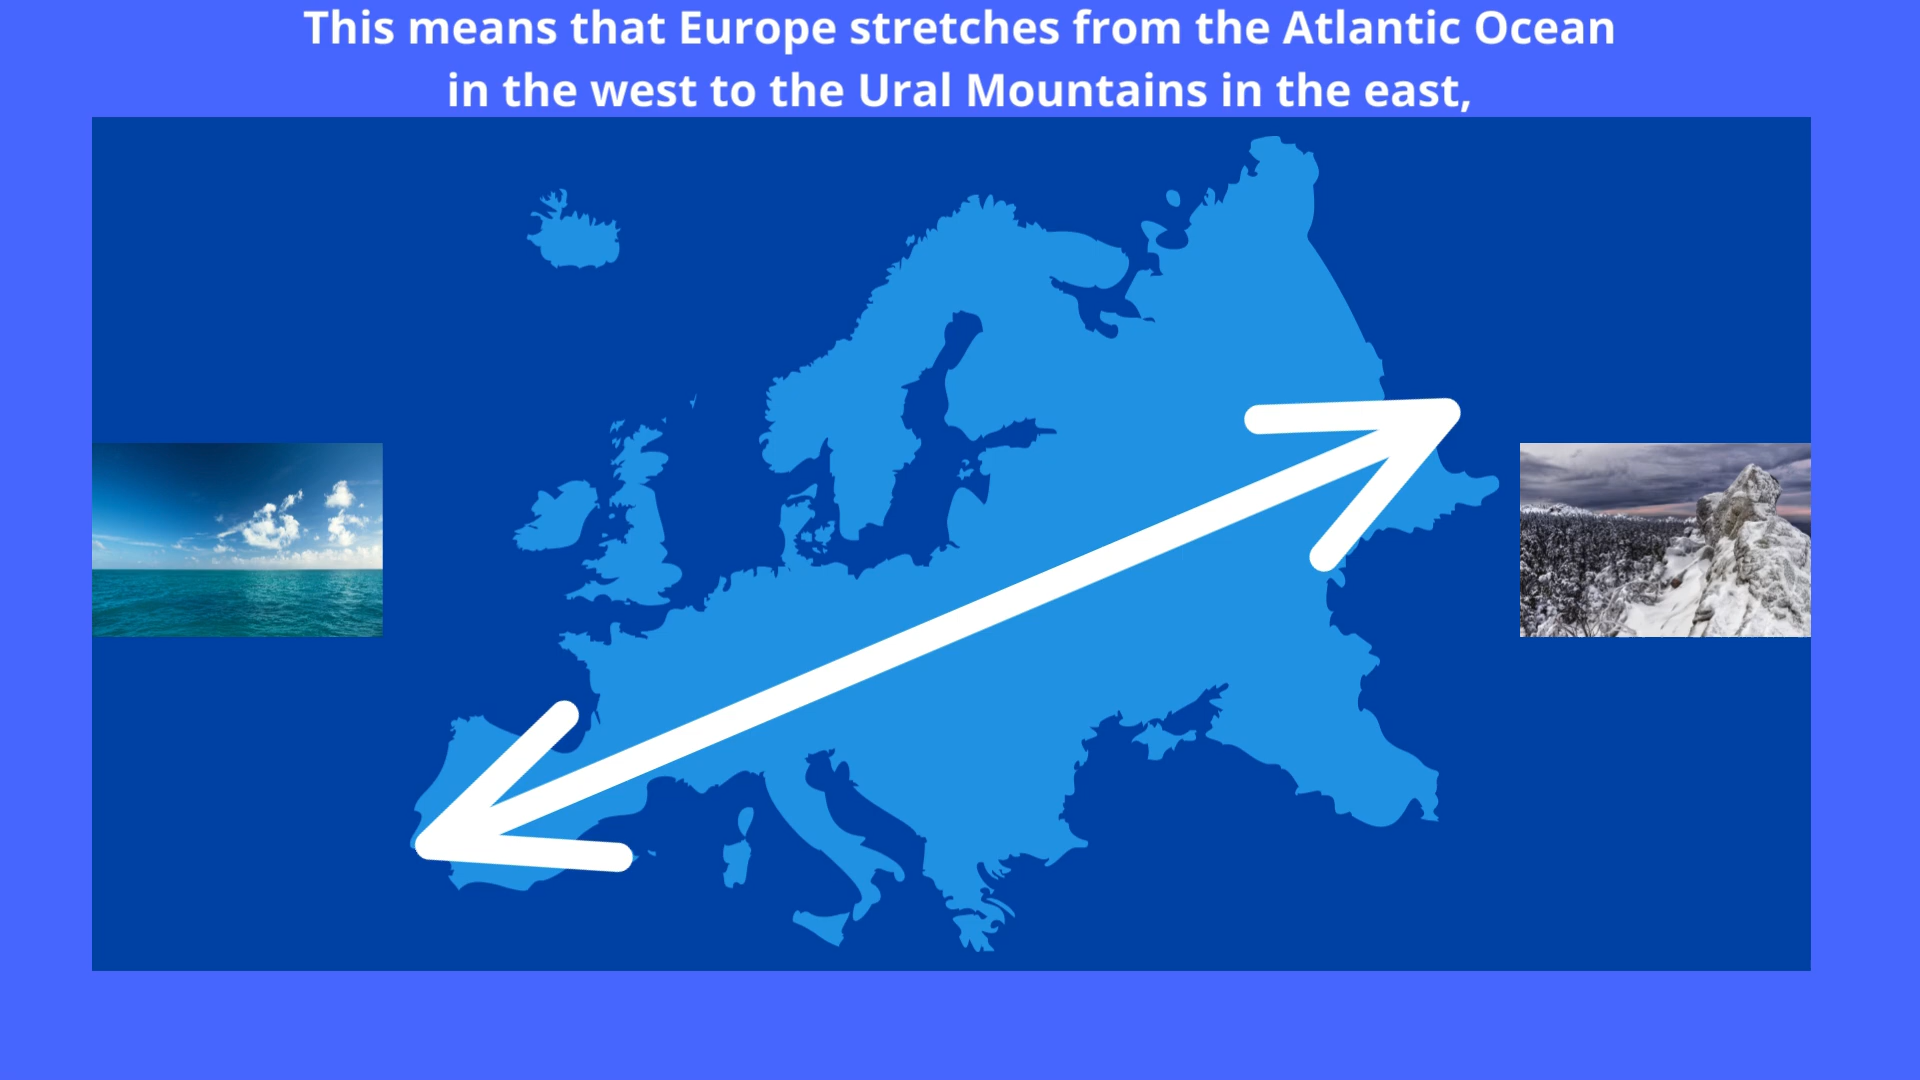 This means that Europe stretches from the Atlantic Ocean
in the west to the Ural Mountains in the east,